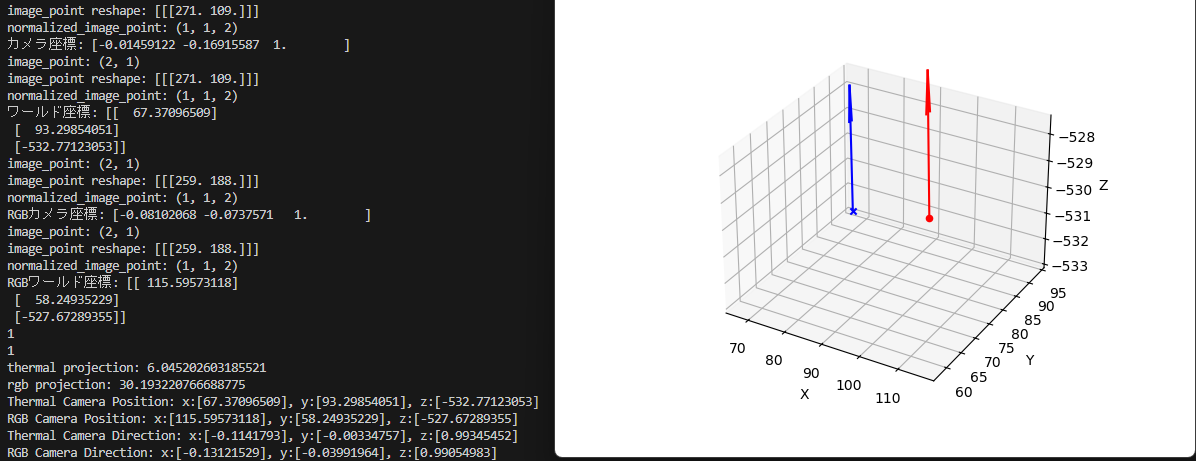 image_point reshape: [[[271. 109.]]]
normalized_image_point: (1, 1, 2)
カメラ座標: [-0.01459122 -0.16915587  1.        ]
image_point: (2, 1)
image_point reshape: [[[271. 109.]]]
normalized_image_point: (1, 1, 2)
ワールド座標: [[  67.37096509]
 [  93.29854051]
 [-532.77123053]]
image_point: (2, 1)
image_point reshape: [[[259. 188.]]]
normalized_image_point: (1, 1, 2)
RGBカメラ座標: [-0.08102068 -0.0737571   1.        ]
image_point: (2, 1)
image_point reshape: [[[259. 188.]]]
normalized_image_point: (1, 1, 2)
RGBワールド座標: [[ 115.59573118]
 [  58.24935229]
 [-527.67289355]]
1
1
thermal projection: 6.045202603185521
rgb projection: 30.193220766688775
Thermal Camera Position: x:[67.37096509], y:[93.29854051], z:[-532.77123053]
RGB Camera Position: x:[115.59573118], y:[58.24935229], z:[-527.67289355]
Thermal Camera Direction: x:[-0.1141793], y:[-0.00334757], z:[0.99345452]
RGB Camera Direction: x:[-0.13121529], y:[-0.03991964], z:[0.99054983]
−528
−529
−530
Z
−531
−532
−533
95
90
85
80
75
70
65
60
Y
70
80
90
100
110
X